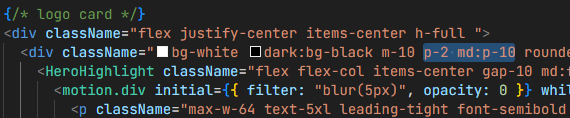 {/* logo card */}
<div className="flex justify-center items-center h-full ">
<div className="bg-white dark:bg-black m-10 p-2 md:p-10 rounde
<HeroHighlight className="flex flex-col items-center gap-10 md:f
<motion.div initial={{ filter: "blur(5px)", opacity: 0 }} whil
<p className="max-w-64 text-5xl leading-tight font-semibold